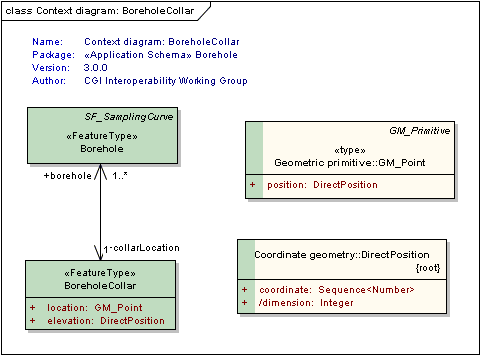 class Context diagram: BoreholeCollar
Name: Context diagram: BoreholeCollar
Package: «Application Schema» Borehole
Version: 3.0.0
Author: CGI Interoperability Working Group
SF_SamplingCurve
«FeatureType»
Borehole
+borehole 1..*
1 -collarLocation
«FeatureType»
BoreholeCollar
+ location: GM_Point
+ elevation: DirectPosition
GM_Primitive
«type»
Geometric primitive::GM_Point
+ position: DirectPosition
Coordinate geometry::DirectPosition
{root}
+ coordinate: Sequence<Number>
+ /dimension: Integer